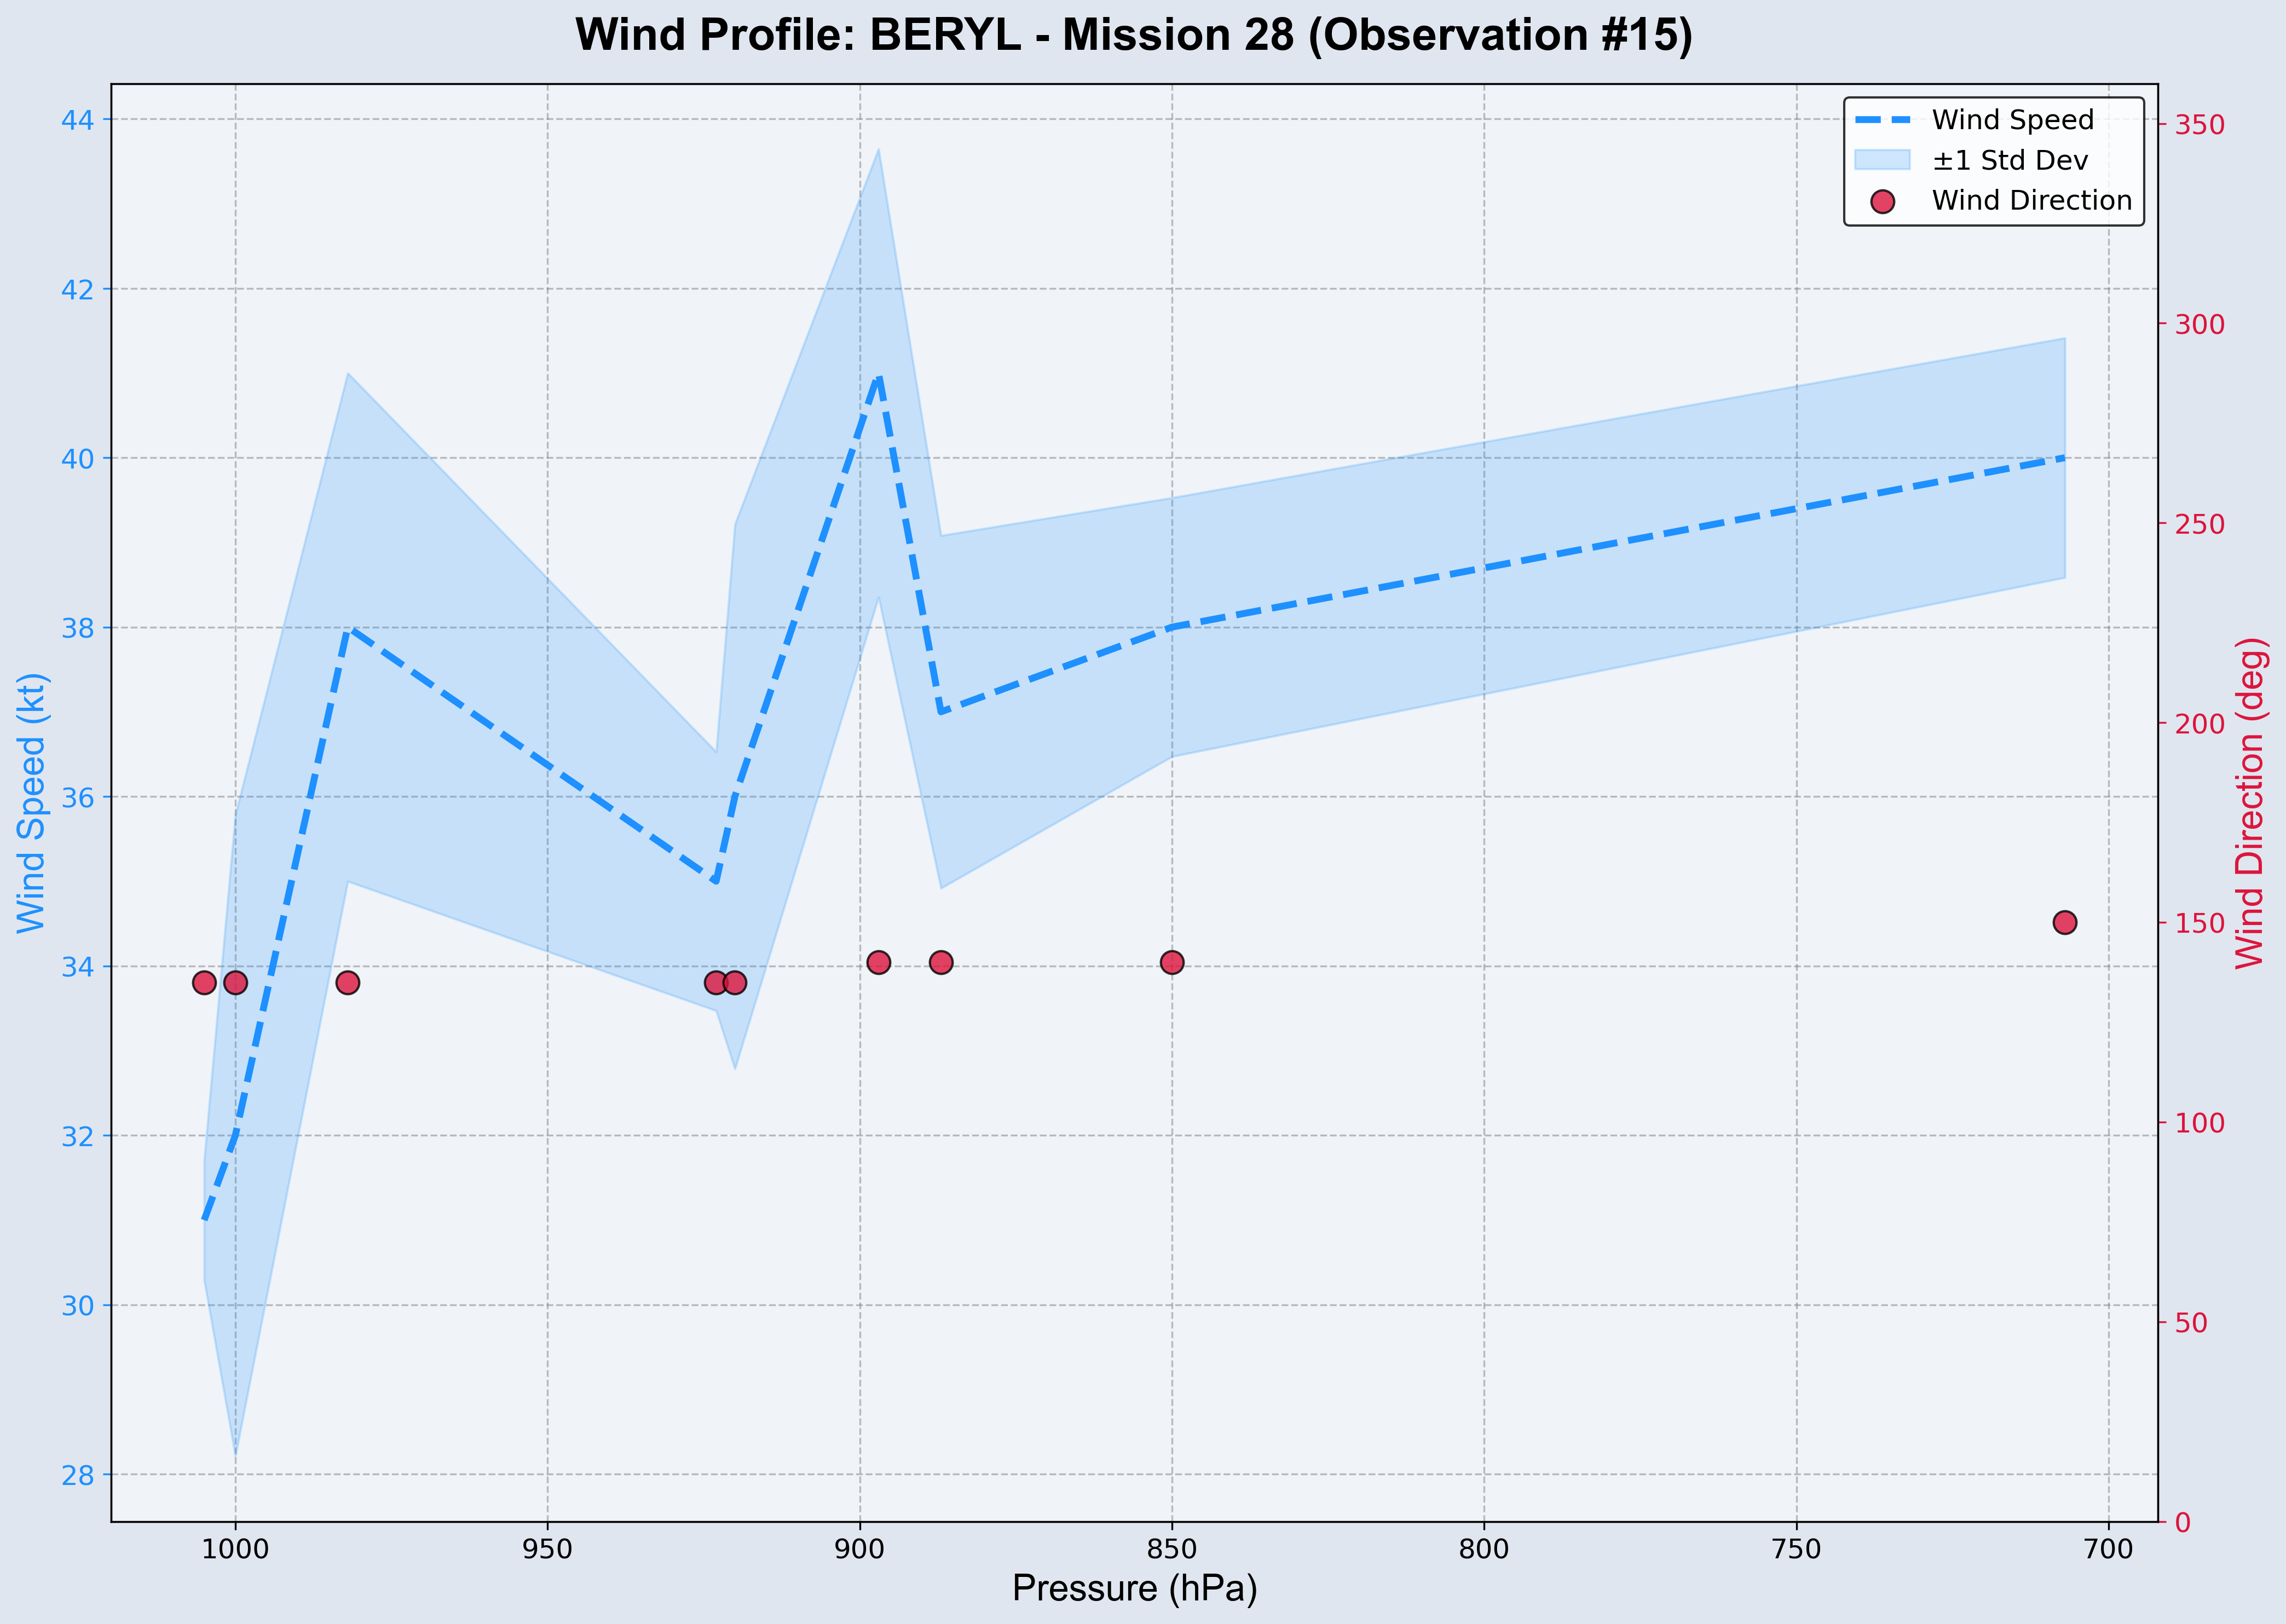 Wind Profile: BERYL - Mission 28 (Observation #15)
Wind Speed
±1 Std Dev
Wind Direction
44
42
40
38
36
34
32
30
28
Wind Speed (kt)
350
300
250
200
150
100
50
0
Wind Direction (deg)
1000 950 900 850 800 750 700
Pressure (hPa)